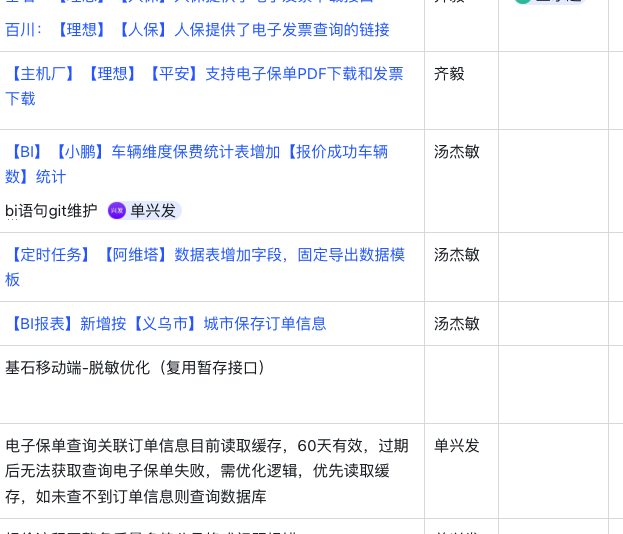 百川：【理想】【人保】人保提供了电子发票查询的链接
【主机厂】【理想】【平安】支持电子保单PDF下载和发票
下载
齐毅
【BI】【小鹏】车辆维度保费统计表增加【报价成功车辆
数】统计
汤杰敏
bi语句git维护 兴发 单兴发
【定时任务】【阿维塔】数据表增加字段，固定导出数据模
板
汤杰敏
【BI报表】新增按【义乌市】城市保存订单信息
汤杰敏
基石移动端-脱敏优化（复用暂存接口）
电子保单查询关联订单信息目前读取缓存，60天有效，过期
后无法获取查询电子保单失败，需优化逻辑，优先读取缓
存，如未查不到订单信息则查询数据库
单兴发